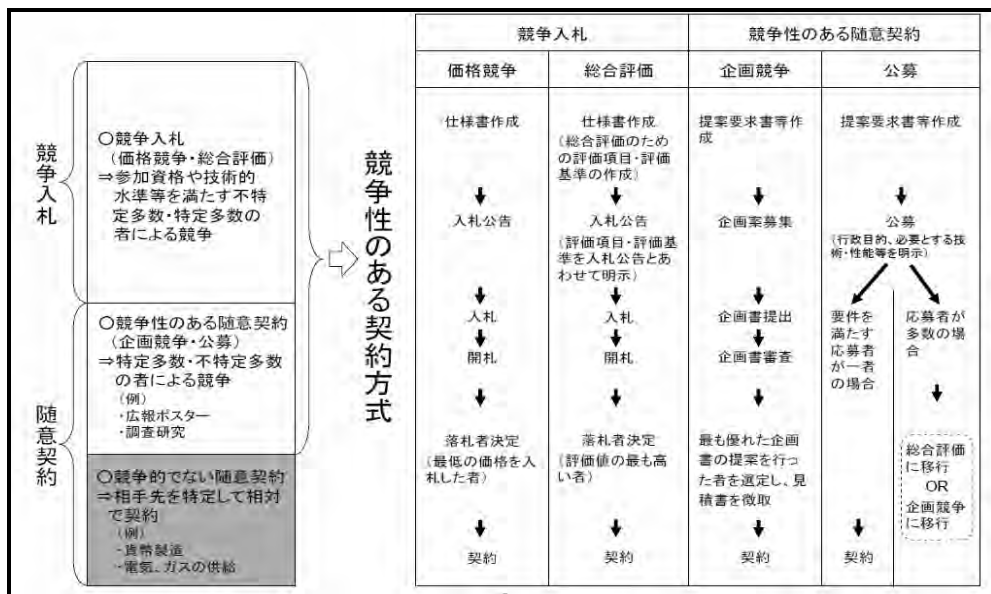 競争入札
〇競争入札
(価格競争・総合評価)
⇒参加資格や技術的
水準等を満たす不特
定多数・特定多数の
者による競争
随意契約
〇競争性のある随意契約
(企画競争・公募)
⇒特定多数・不特定多数
の者による競争
(例)
・広報ポスター
・調査研究
〇競争的でない随意契約
⇒相手先を特定して相対
で契約
(例)
・貨幣製造
・電気、ガスの供給
競争性のある契約方式
競争入札
競争性のある随意契約
価格競争
総合評価
企画競争
公募
仕様書作成
入札公告
入札
開札
落札者決定
(最低の価格を入
札した者)
契約
仕様書作成
(総合評価のため
の評価項目・評価
基準の作成)
入札公告
(評価項目・評価基
準を入札公告とあ
わせて明示)
入札
開札
落札者決定
(評価値の最も高
い者)
契約
提案要求書等作
成
企画案募集
企画書提出
企画書審査
最も優れた企画
書の提案を行っ
た者を選定し、見
積書を徴取
契約
提案要求書等作成
公募
(行政目的、必要とする技
術・性能等を明示)
要件を
満たす
応募者
が一者
の場合
契約
応募者が
多数の場
合
総合評価
に移行
OR
企画競争
に移行